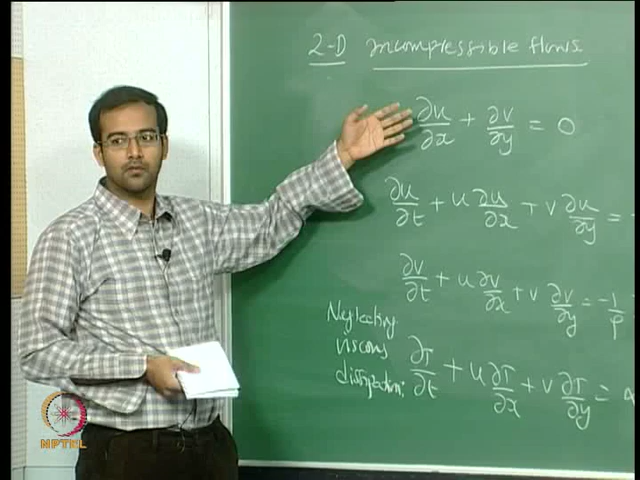 2-D Incompressible flows.
∂u/∂x + ∂v/∂y = 0
∂u/∂t + u ∂u/∂x + v ∂u/∂y = -
∂v/∂t + u ∂v/∂x + v ∂v/∂y = -1/ρ
Neglecting
viscous
dissipation;
∂T/∂t + u ∂T/∂x + v ∂T/∂y =
NPTEL